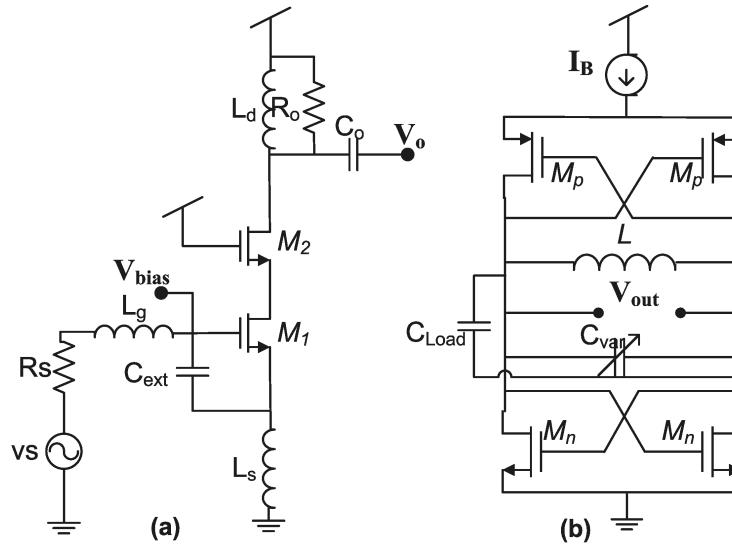 L_d
R_o
C_o
V_o
M_2
V_bias
L_g
M_1
Rs
C_ext
vs
L_s
(a)
I_B
M_p
M_p
L
V_out
C_Load
C_var
M_n
M_n
(b)